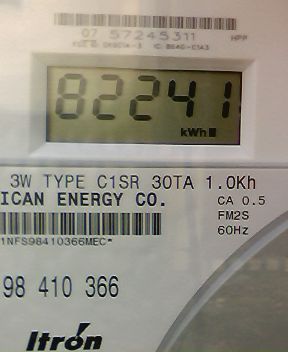 07 57245311 HPP
82241
kWh
3W TYPE C1SR 30TA 1.0Kh
ICAN ENERGY CO. CA 0.5
FM2S
1NFS98410366MEC* 60Hz
98 410 366
Itron